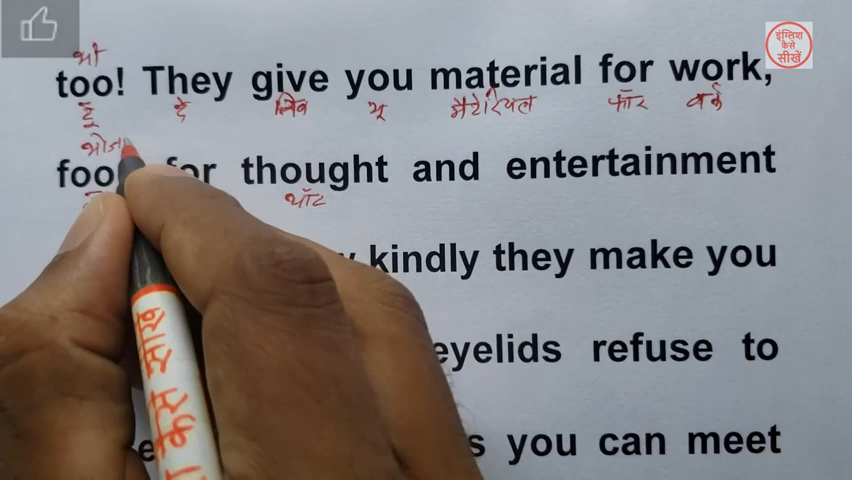 इंग्लिश
कैसे
सीखें
भी
too! They give you material for work,
टू दे गिव यू मैटेरियल फॉर वर्क
भोज
foo for thought and entertainment
थॉट
kindly they make you
eyelids refuse to
you can meet
कैसे सीखे